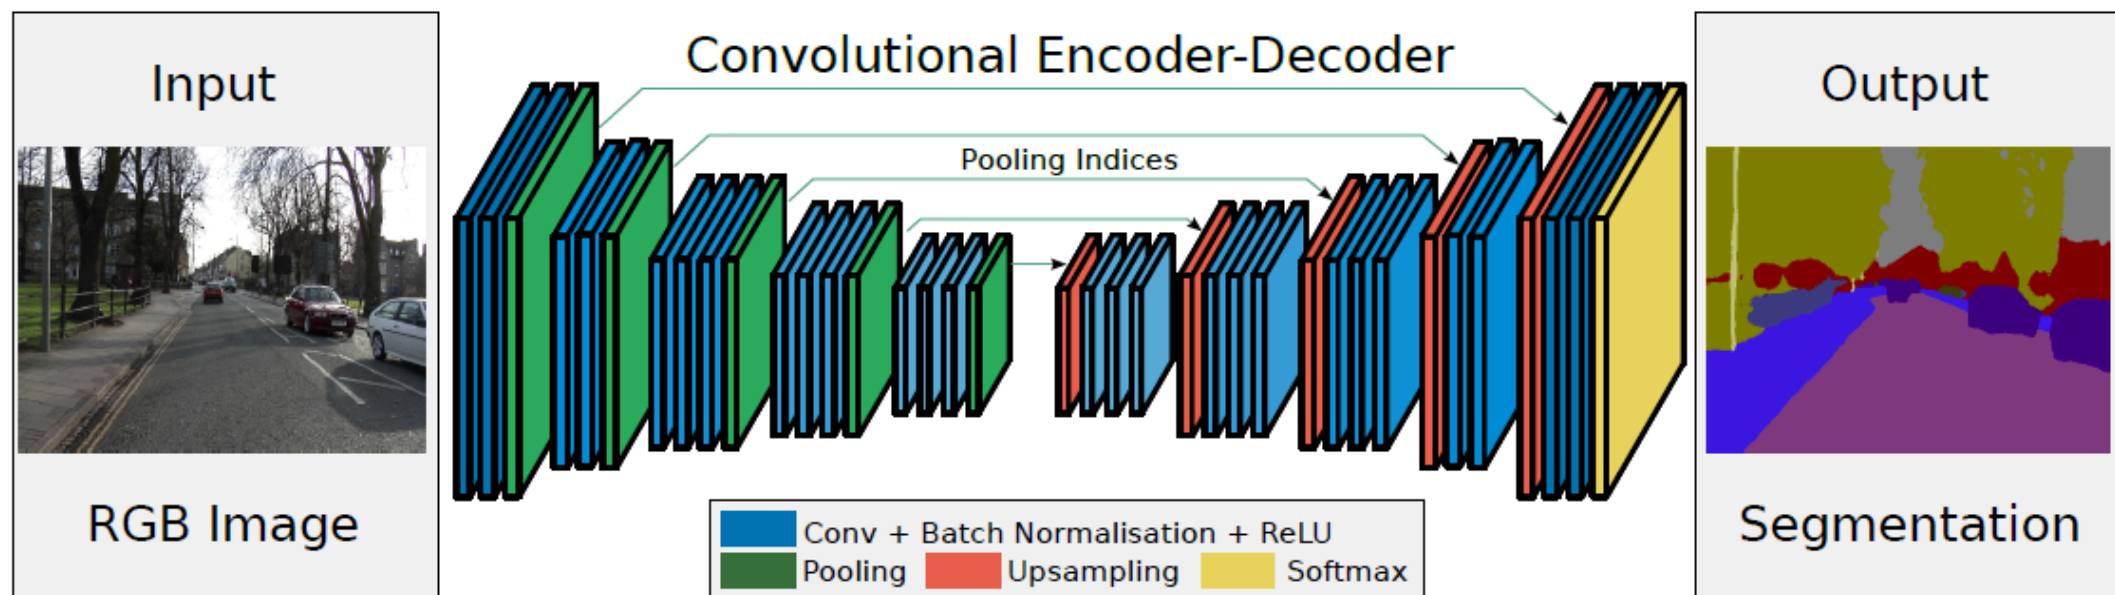 Input
RGB Image
Convolutional Encoder-Decoder
Pooling Indices
Conv + Batch Normalisation + ReLU
Pooling Upsampling Softmax
Output
Segmentation